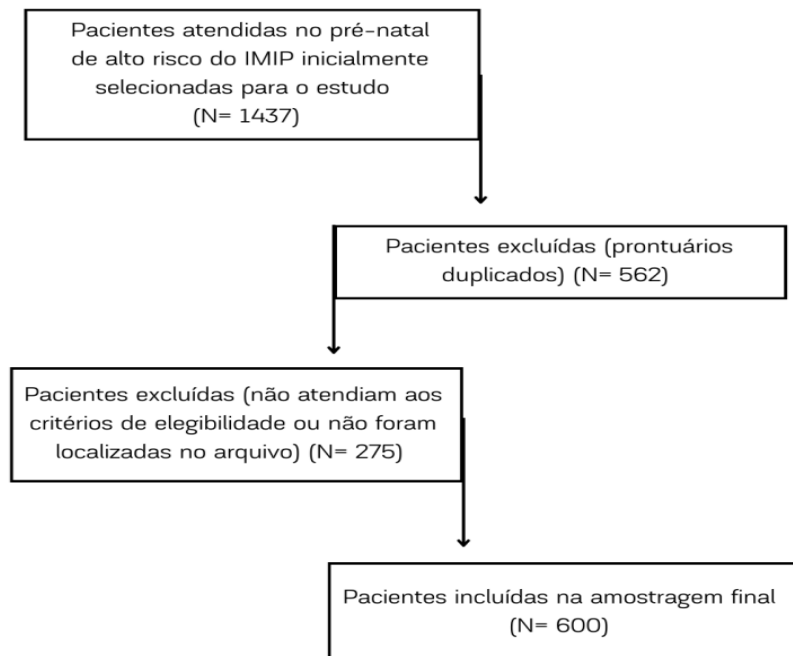 Pacientes atendidas no pré-natal
de alto risco do IMIP inicialmente
selecionadas para o estudo
(N= 1437)
Pacientes excluídas (prontuários
duplicados) (N= 562)
Pacientes excluídas (não atendiam aos
critérios de elegibilidade ou não foram
localizadas no arquivo) (N= 275)
Pacientes incluídas na amostragem final
(N= 600)